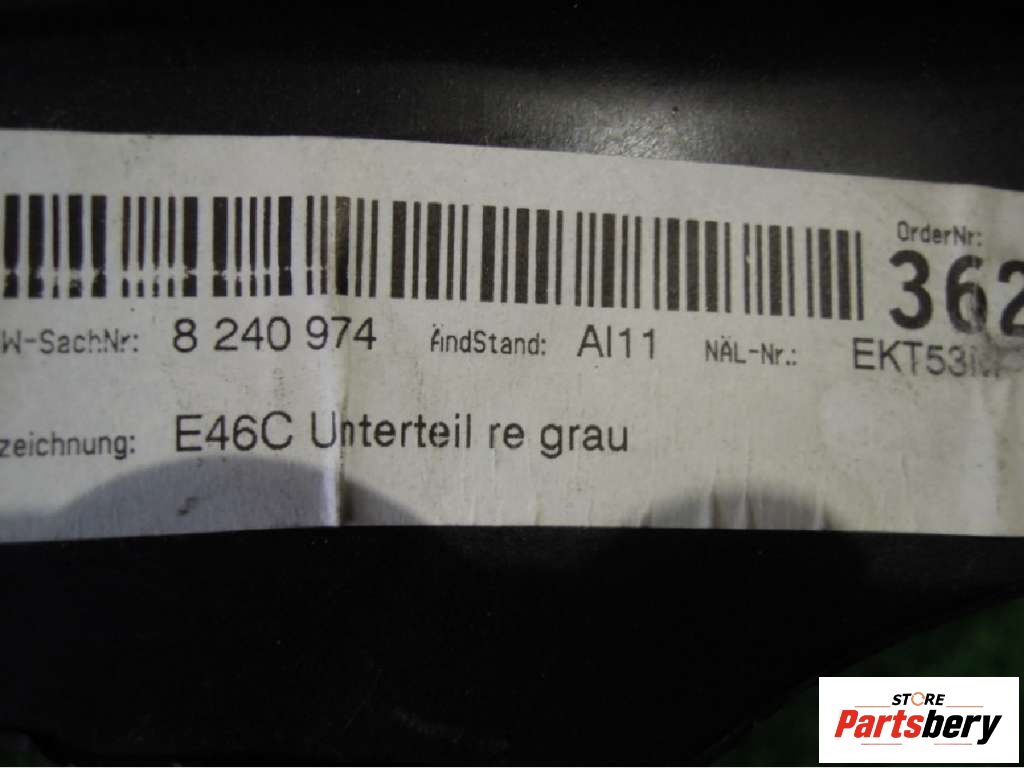 OrderNr:
362
W-SachNr: 8 240 974 ÄndStand: AI11 NÄL-Nr.:
zeichnung: E46C Unterteil re grau
STORE
Partsbery